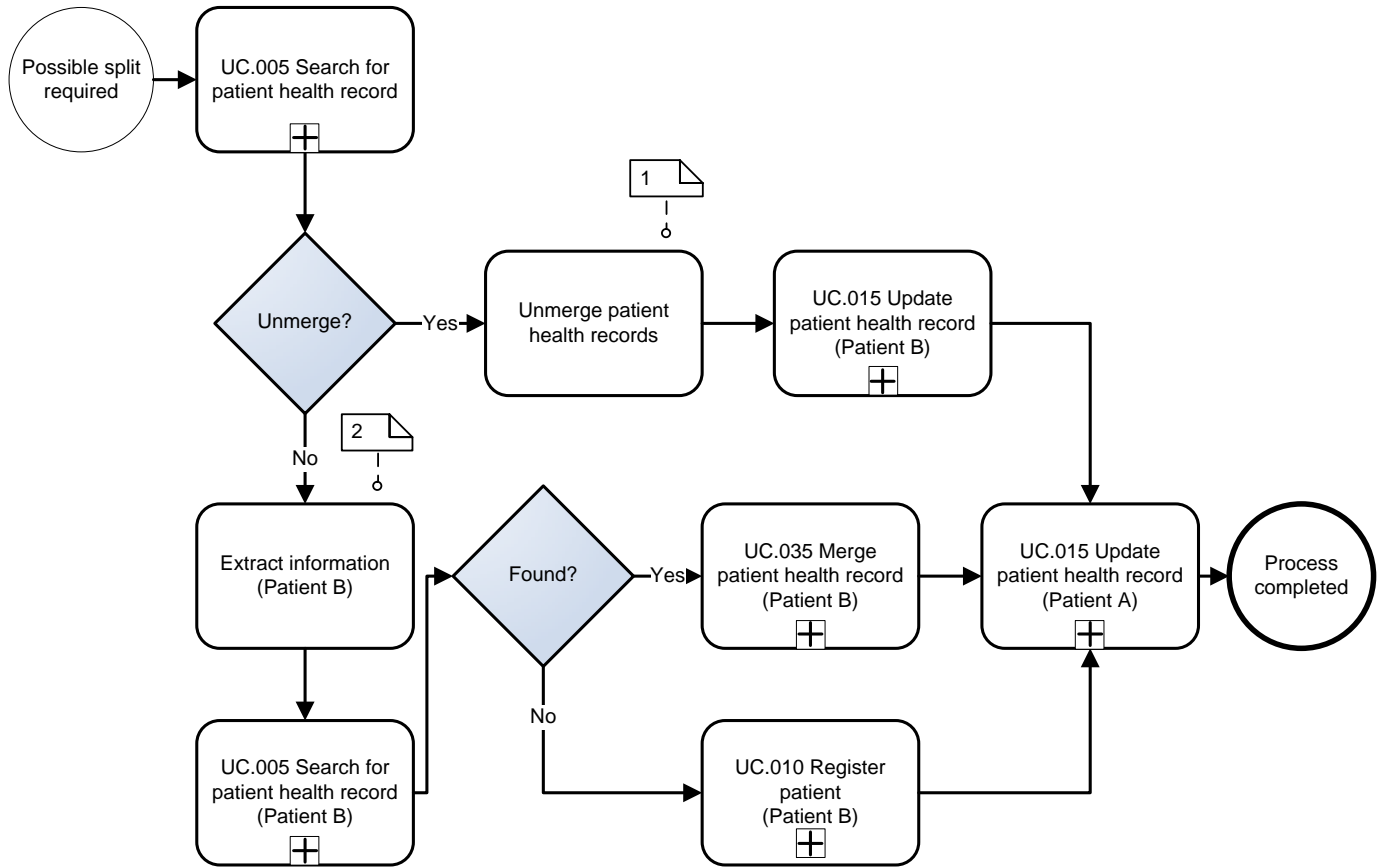 Possible split
required
UC.005 Search for
patient health record
1
Unmerge?
Yes
Unmerge patient
health records
UC.015 Update
patient health record
(Patient B)
No
2
Extract information
(Patient B)
Found?
Yes
UC.035 Merge
patient health record
(Patient B)
UC.015 Update
patient health record
(Patient A)
Process
completed
No
UC.005 Search for
patient health record
(Patient B)
UC.010 Register
patient
(Patient B)